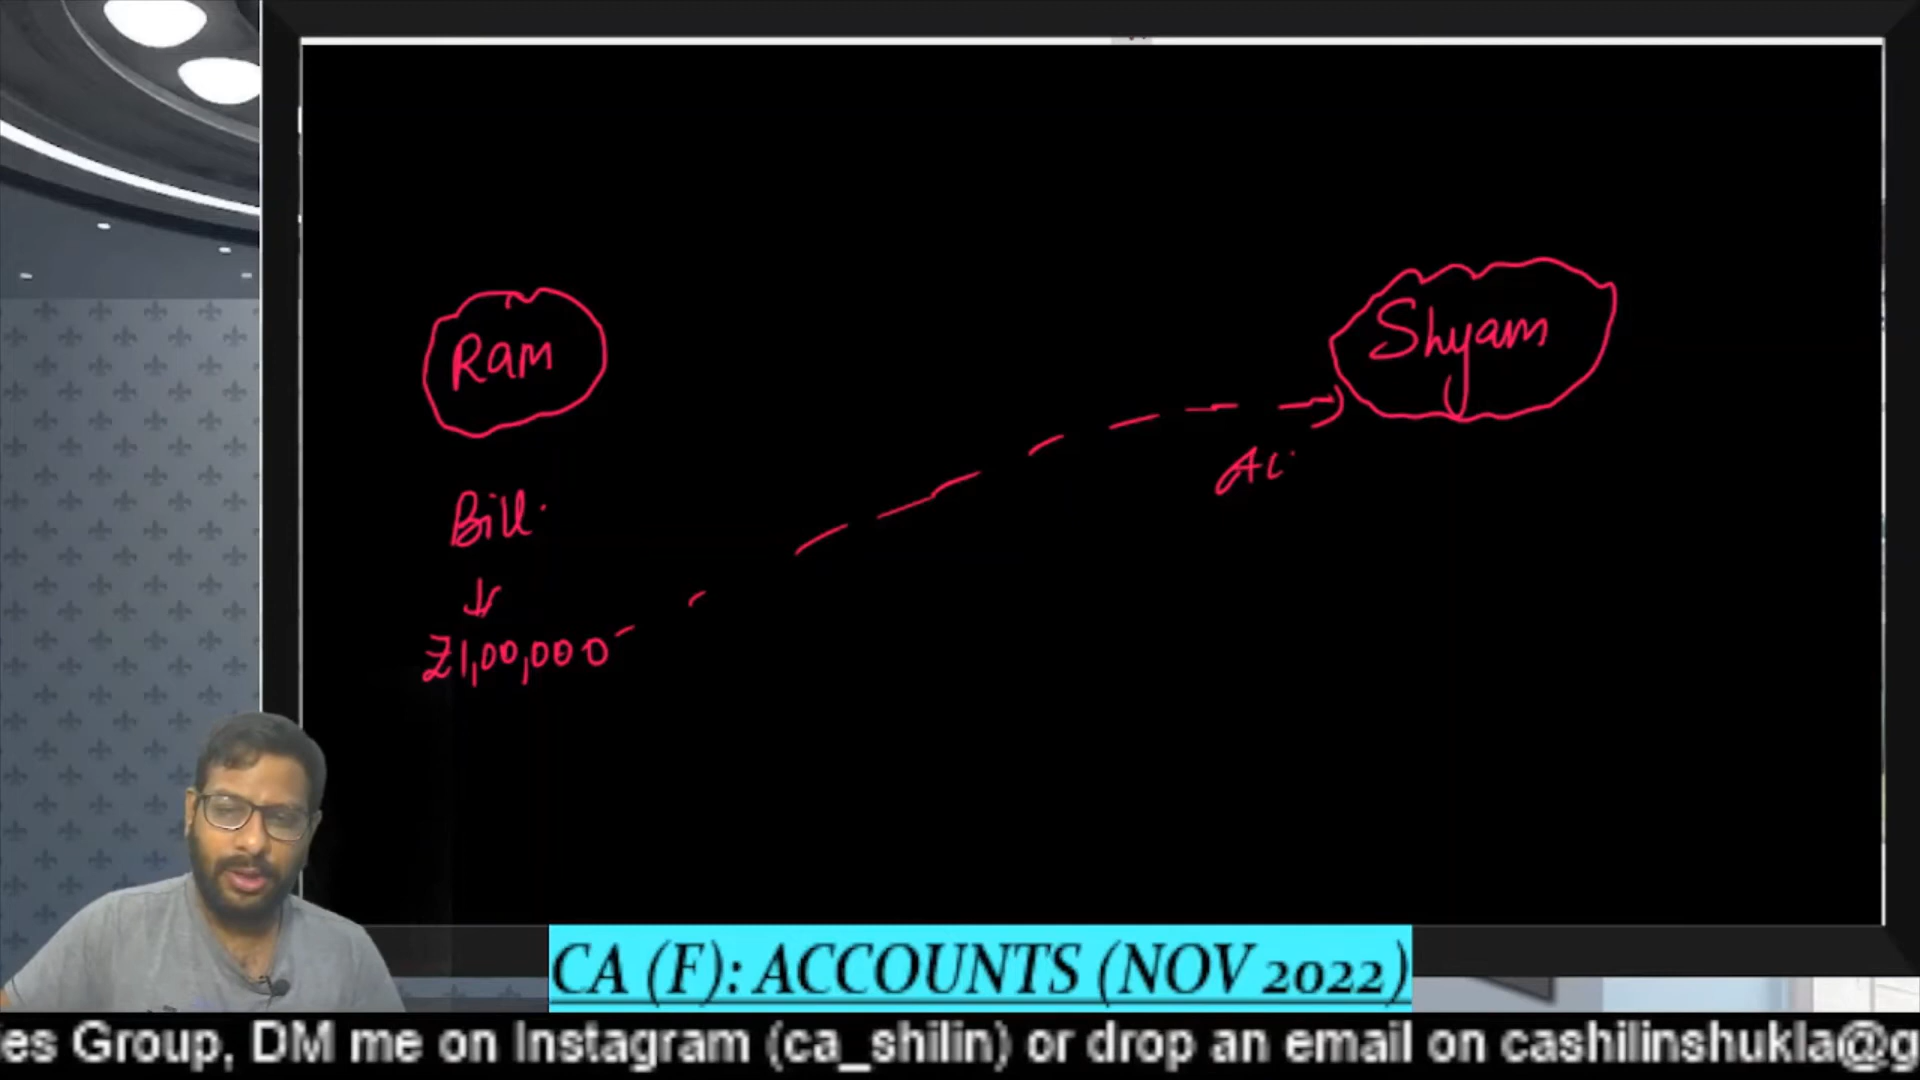 Ram
Shyam
Ac
Bill.
₹1,00,000
CA (F): ACCOUNTS (NOV 2022)
es Group, DM me on Instagram (ca_shilin) or drop an email on cashilinshukla@g